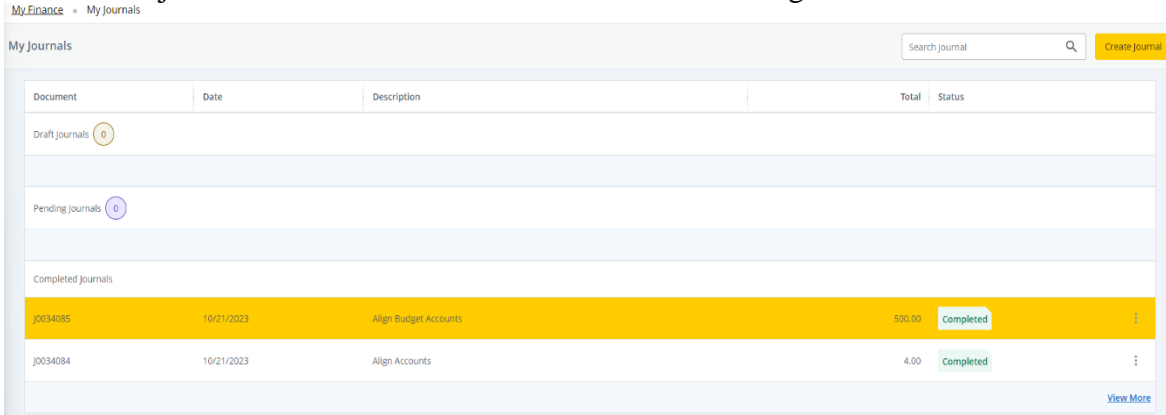 My Finance • My Journals
My Journals
Search Journal
Create Journal
Document Date Description Total Status
Draft Journals 0
Pending Journals 0
Completed Journals
J0034085 10/21/2023 Align Budget Accounts 500.00 Completed
J0034084 10/21/2023 Align Accounts 4.00 Completed
View More